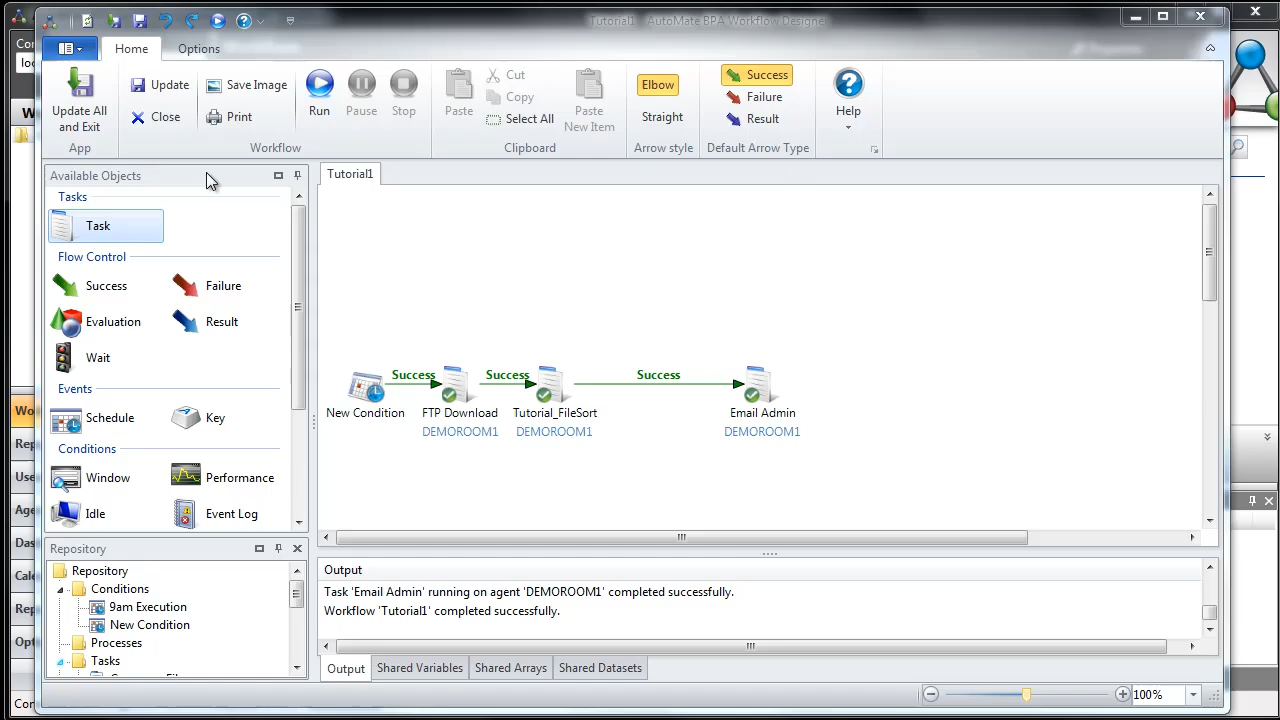 Tutorial1 - AutoMate BPA Workflow Designer
Home
Options
Update All
and Exit
App
Update
Close
Save Image
Print
Run
Pause
Stop
Workflow
Paste
Cut
Copy
Select All
Paste
New Item
Clipboard
Elbow
Straight
Arrow style
Success
Failure
Result
Default Arrow Type
Help
Available Objects
Tasks
Task
Flow Control
Success
Failure
Evaluation
Result
Wait
Events
Schedule
Key
Conditions
Window
Performance
Idle
Event Log
Repository
Repository
Conditions
9am Execution
New Condition
Processes
Tasks
Tutorial1
Success
Success
Success
New Condition
FTP Download
Tutorial_FileSort
Email Admin
DEMOROOM1
DEMOROOM1
DEMOROOM1
Output
Task 'Email Admin' running on agent 'DEMOROOM1' completed successfully.
Workflow 'Tutorial1' completed successfully.
Output
Shared Variables
Shared Arrays
Shared Datasets
100%